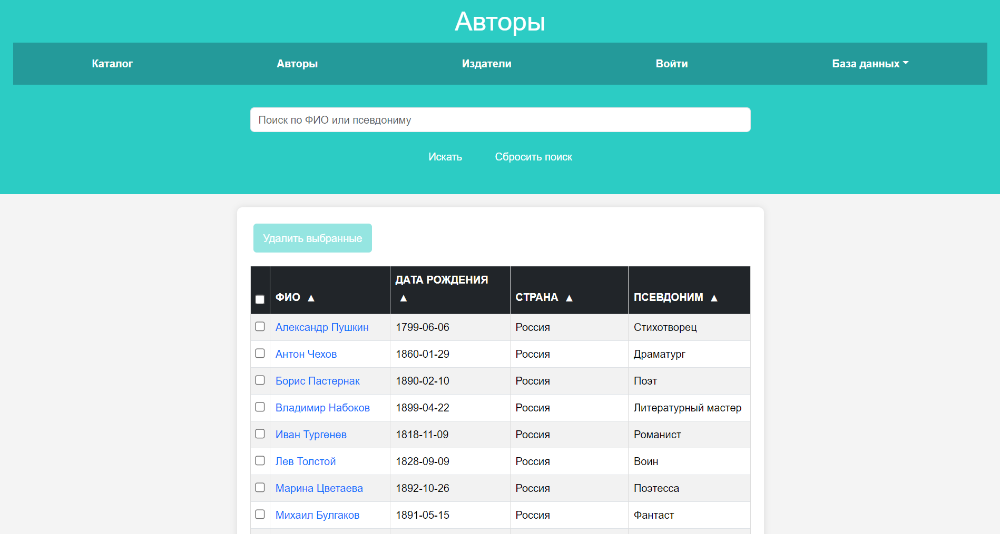 Авторы
Каталог Авторы Издатели Войти База данных
Поиск по ФИО или псевдониму
Искать Сбросить поиск
Удалить выбранные
ФИО ▲ ДАТА РОЖДЕНИЯ ▲ СТРАНА ▲ ПСЕВДОНИМ ▲
Александр Пушкин 1799-06-06 Россия Стихотворец
Антон Чехов 1860-01-29 Россия Драматург
Борис Пастернак 1890-02-10 Россия Поэт
Владимир Набоков 1899-04-22 Россия Литературный мастер
Иван Тургенев 1818-11-09 Россия Романист
Лев Толстой 1828-09-09 Россия Воин
Марина Цветаева 1892-10-26 Россия Поэтесса
Михаил Булгаков 1891-05-15 Россия Фантаст